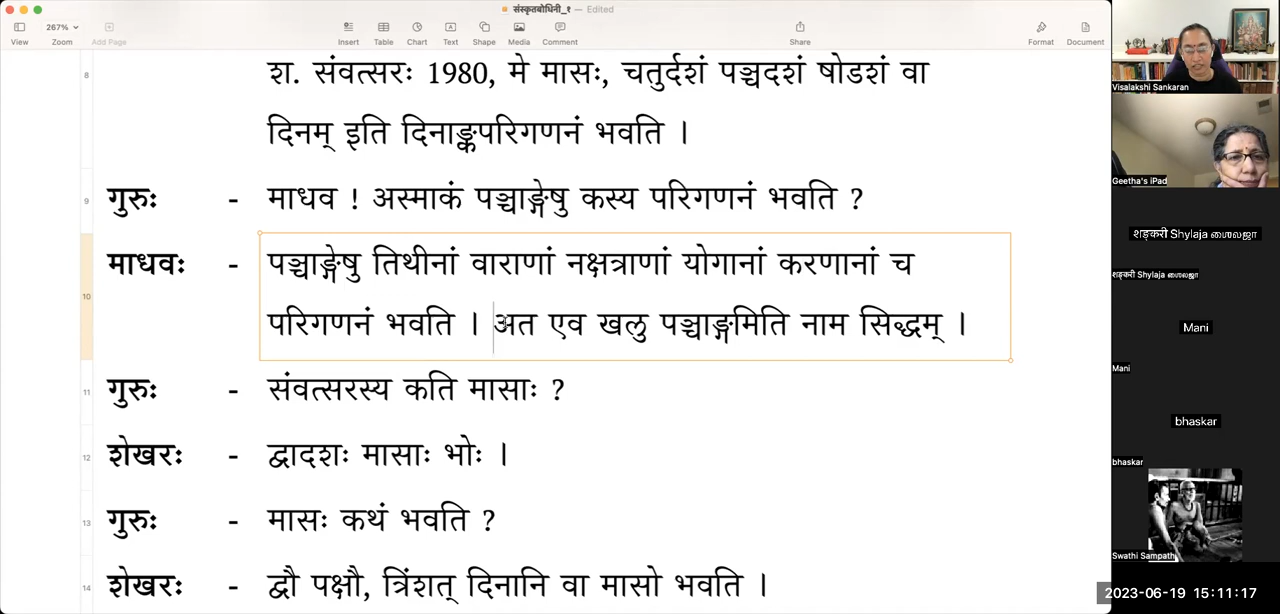 संस्कृतबोधिनी_१ — Edited
View
267%
Zoom
Add Page
Insert
Table
Chart
Text
Shape
Media
Comment
Share
Format
Document
8
श. संवत्सरः 1980, मे मासः, चतुर्दशं पञ्चदशं षोडशं वा
दिनम् इति दिनाङ्कपरिगणनं भवति ।
9 गुरुः - माधव ! अस्माकं पञ्चाङ्गेषु कस्य परिगणनं भवति ?
माधवः - पञ्चाङ्गेषु तिथीनां वाराणां नक्षत्राणां योगानां करणानां च
10
परिगणनं भवति । अत एव खलु पञ्चाङ्गमिति नाम सिद्धम् ।
11 गुरुः - संवत्सरस्य कति मासाः ?
12 शेखरः - द्वादशः मासाः भोः ।
13 गुरुः - मासः कथं भवति ?
14 शेखरः - द्वौ पक्षौ, त्रिंशत् दिनानि वा मासो भवति ।
Visalakshi Sankaran
Geetha's iPad
शङ्करी Shylaja ஶைலஜா
शङ्करी Shylaja ஶைலஜா
Mani
Mani
bhaskar
bhaskar
Swathi Sampath
2023-06-19 15:11:17